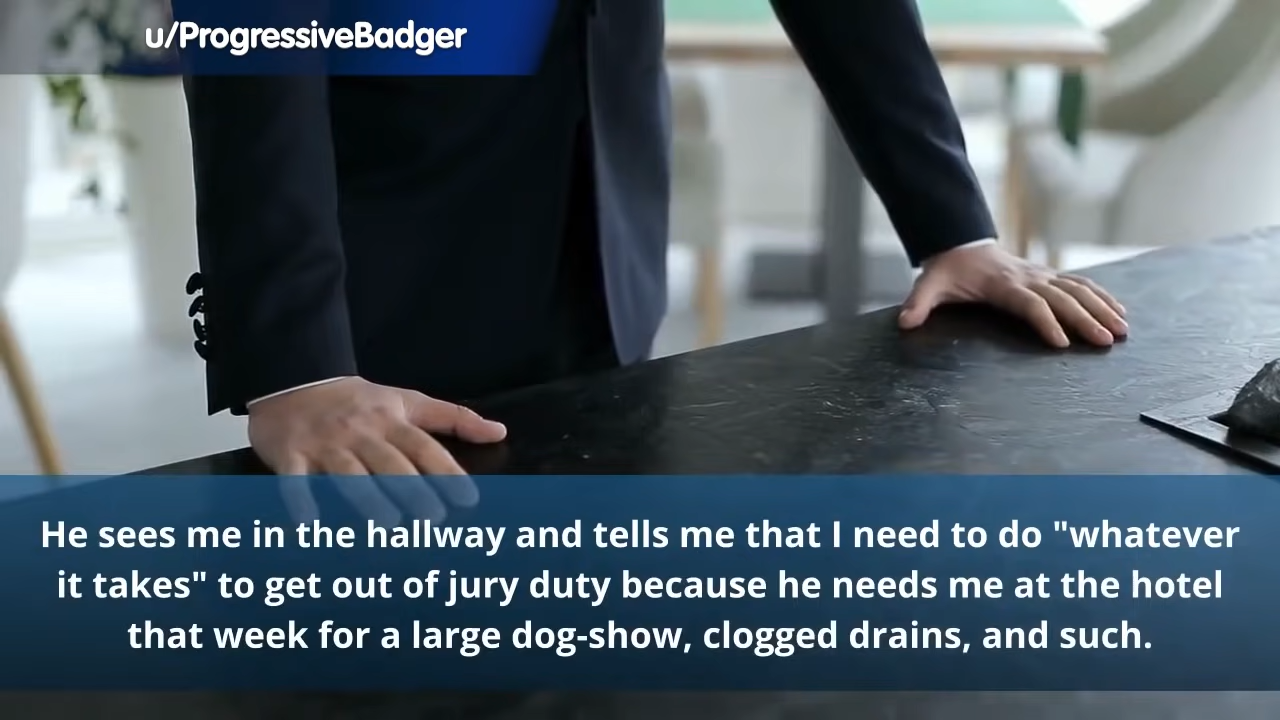 u/ProgressiveBadger
He sees me in the hallway and tells me that I need to do "whatever
it takes" to get out of jury duty because he needs me at the hotel
that week for a large dog-show, clogged drains, and such.